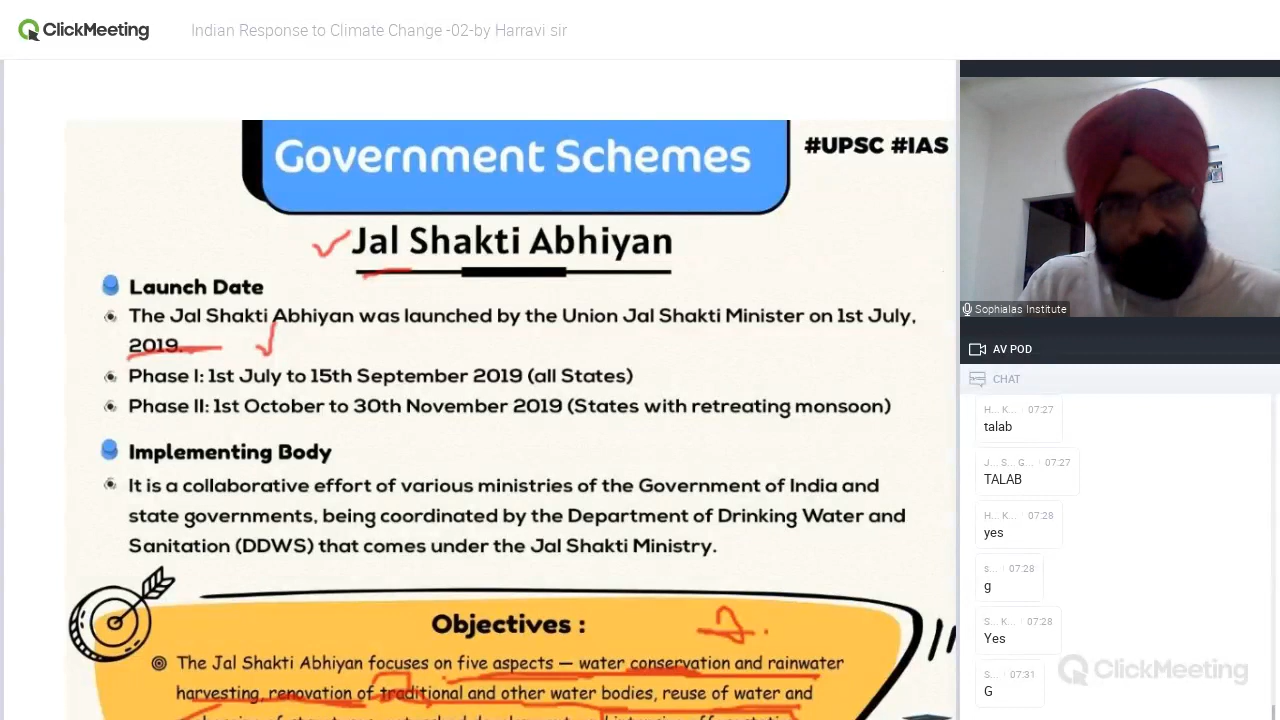 ClickMeeting
Indian Response to Climate Change -02-by Harravi sir
Government Schemes
#UPSC #IAS
Jal Shakti Abhiyan
Launch Date
The Jal Shakti Abhiyan was launched by the Union Jal Shakti Minister on 1st July,
2019.
Phase I: 1st July to 15th September 2019 (all States)
Phase II: 1st October to 30th November 2019 (States with retreating monsoon)
Implementing Body
It is a collaborative effort of various ministries of the Government of India and
state governments, being coordinated by the Department of Drinking Water and
Sanitation (DDWS) that comes under the Jal Shakti Ministry.
Objectives :
The Jal Shakti Abhiyan focuses on five aspects — water conservation and rainwater
harvesting, renovation of traditional and other water bodies, reuse of water and
SophiaIas Institute
AV POD
CHAT
H... K... 07:27
talab
J... S... G... 07:27
TALAB
H... K... 07:28
yes
s... 07:28
g
S... K... 07:28
Yes
S... 07:31
G
ClickMeeting